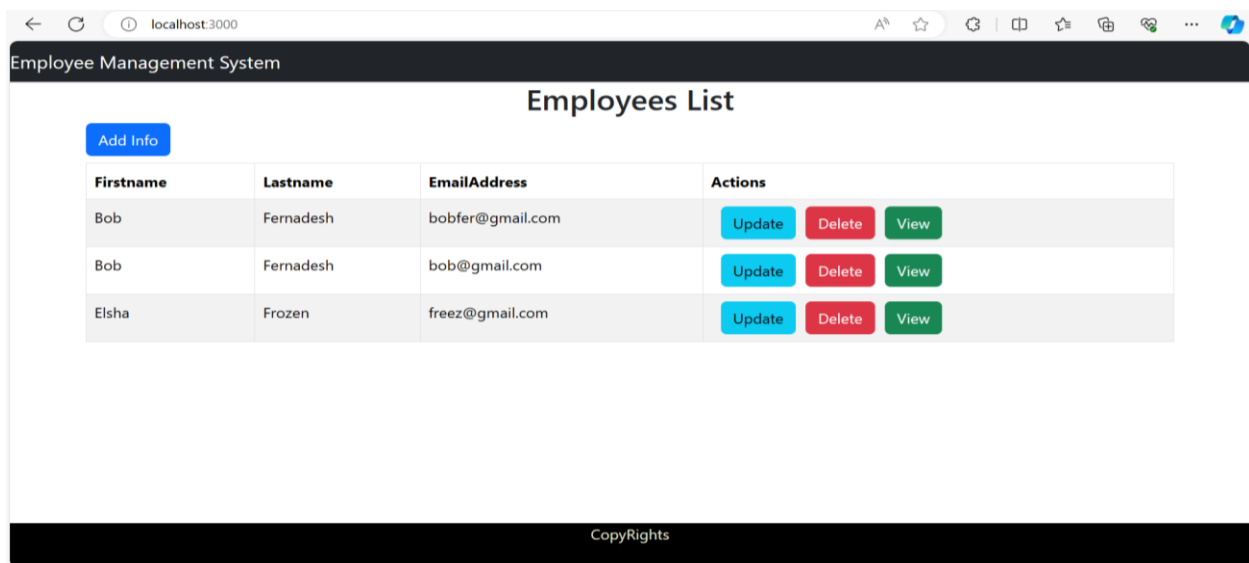 localhost:3000
Employee Management System
Employees List
Add Info
Firstname Lastname EmailAddress Actions
Bob Fernadesh bobfer@gmail.com Update Delete View
Bob Fernadesh bob@gmail.com Update Delete View
Elsha Frozen freez@gmail.com Update Delete View
CopyRights